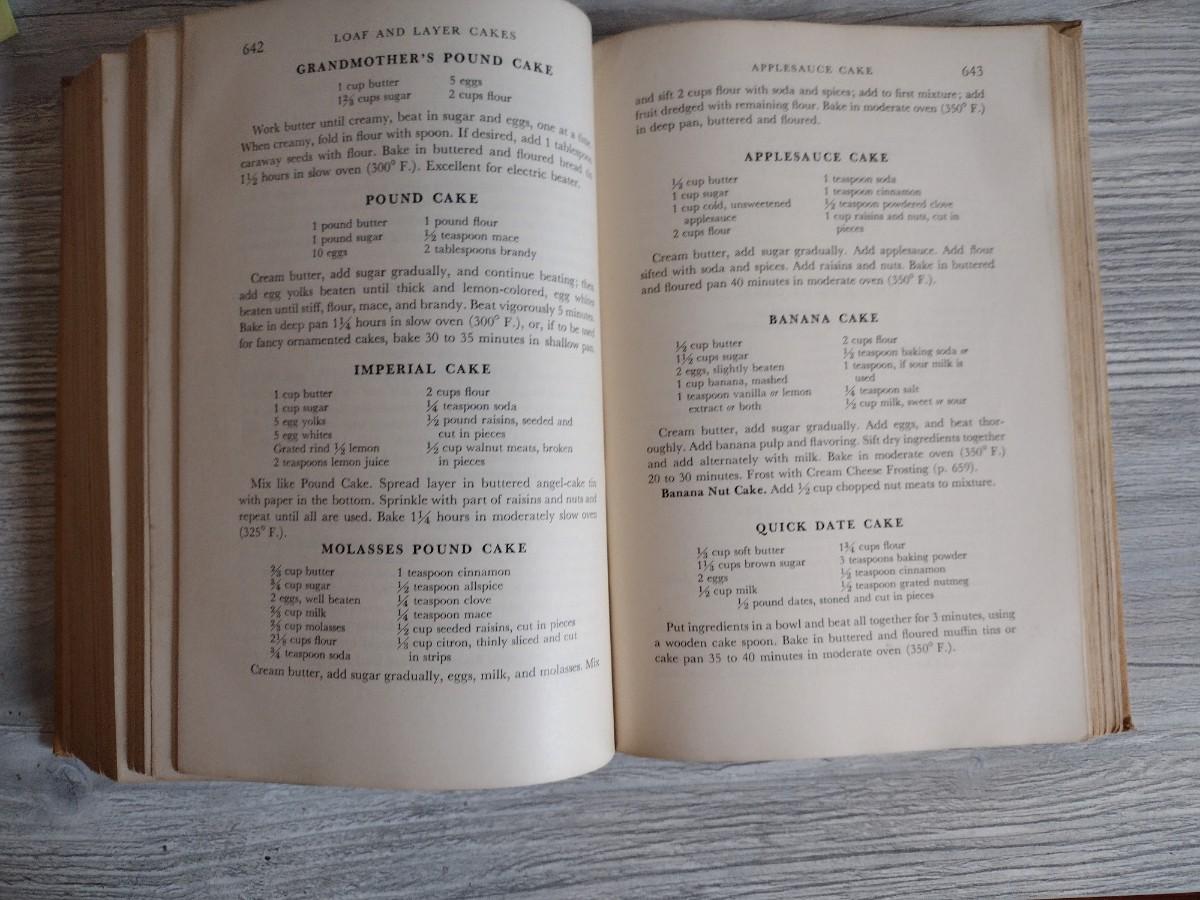 642
LOAF AND LAYER CAKES
GRANDMOTHER'S POUND CAKE
1 cup butter
1⅔ cups sugar
5 eggs
2 cups flour
Work butter until creamy, beat in sugar and eggs, one at a time.
When creamy, fold in flour with spoon. If desired, add 1 tablespoon
caraway seeds with flour. Bake in buttered and floured bread tin
1½ hours in slow oven (300° F.). Excellent for electric beater.
POUND CAKE
1 pound butter
1 pound sugar
10 eggs
1 pound flour
½ teaspoon mace
2 tablespoons brandy
Cream butter, add sugar gradually, and continue beating; then
add egg yolks beaten until thick and lemon-colored, egg whites
beaten until stiff, flour, mace, and brandy. Beat vigorously 5 minutes.
Bake in deep pan 1¼ hours in slow oven (300° F.), or, if to be used
for fancy ornamented cakes, bake 30 to 35 minutes in shallow pan.
IMPERIAL CAKE
1 cup butter
1 cup sugar
5 egg yolks
5 egg whites
Grated rind ½ lemon
2 teaspoons lemon juice
2 cups flour
¼ teaspoon soda
½ pound raisins, seeded and
cut in pieces
½ cup walnut meats, broken
in pieces
Mix like Pound Cake. Spread layer in buttered angel-cake tin
with paper in the bottom. Sprinkle with part of raisins and nuts and
repeat until all are used. Bake 1¼ hours in moderately slow oven
(325° F.).
MOLASSES POUND CAKE
⅔ cup butter
¾ cup sugar
2 eggs, well beaten
⅔ cup milk
⅔ cup molasses
2⅛ cups flour
¾ teaspoon soda
1 teaspoon cinnamon
½ teaspoon allspice
¼ teaspoon clove
¼ teaspoon mace
½ cup seeded raisins, cut in pieces
⅓ cup citron, thinly sliced and cut
in strips
Cream butter, add sugar gradually, eggs, milk, and molasses. Mix
APPLESAUCE CAKE
643
and sift 2 cups flour with soda and spices; add to first mixture; add
fruit dredged with remaining flour. Bake in moderate oven (350° F.)
in deep pan, buttered and floured.
APPLESAUCE CAKE
½ cup butter
1 cup sugar
1 cup cold, unsweetened
applesauce
2 cups flour
1 teaspoon soda
1 teaspoon cinnamon
½ teaspoon powdered clove
1 cup raisins and nuts, cut in
pieces
Cream butter, add sugar gradually. Add applesauce. Add flour
sifted with soda and spices. Add raisins and nuts. Bake in buttered
and floured pan 40 minutes in moderate oven (350° F.).
BANANA CAKE
½ cup butter
1½ cups sugar
2 eggs, slightly beaten
1 cup banana, mashed
1 teaspoon vanilla or lemon
extract or both
2 cups flour
½ teaspoon baking soda or
1 teaspoon, if sour milk is
used
¼ teaspoon salt
½ cup milk, sweet or sour
Cream butter, add sugar gradually. Add eggs, and beat thor-
oughly. Add banana pulp and flavoring. Sift dry ingredients together
and add alternately with milk. Bake in moderate oven (350° F.)
20 to 30 minutes. Frost with Cream Cheese Frosting (p. 659).
Banana Nut Cake. Add ½ cup chopped nut meats to mixture.
QUICK DATE CAKE
⅓ cup soft butter
1⅓ cups brown sugar
2 eggs
½ cup milk
1¾ cups flour
3 teaspoons baking powder
½ teaspoon cinnamon
½ teaspoon grated nutmeg
½ pound dates, stoned and cut in pieces
Put ingredients in a bowl and beat all together for 3 minutes, using
a wooden cake spoon. Bake in buttered and floured muffin tins or
cake pan 35 to 40 minutes in moderate oven (350° F.).